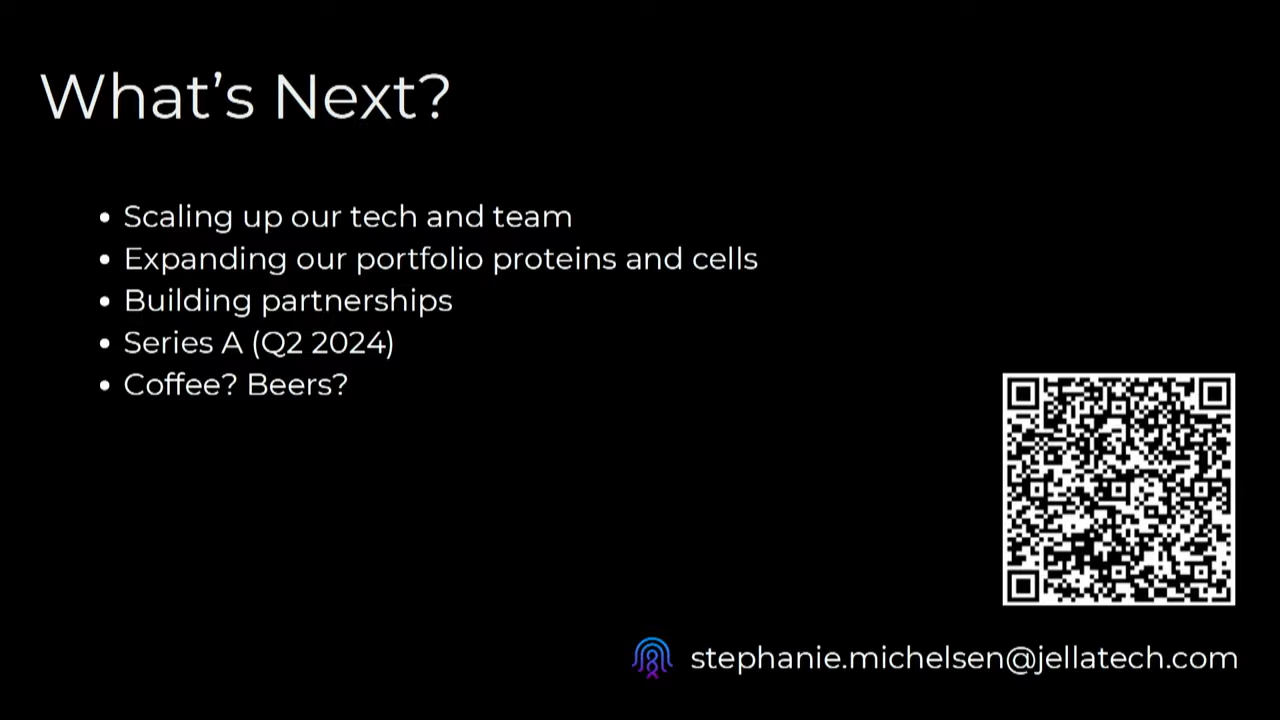 What's Next?
• Scaling up our tech and team
• Expanding our portfolio proteins and cells
• Building partnerships
• Series A (Q2 2024)
• Coffee? Beers?
stephanie.michelsen@jellatech.com